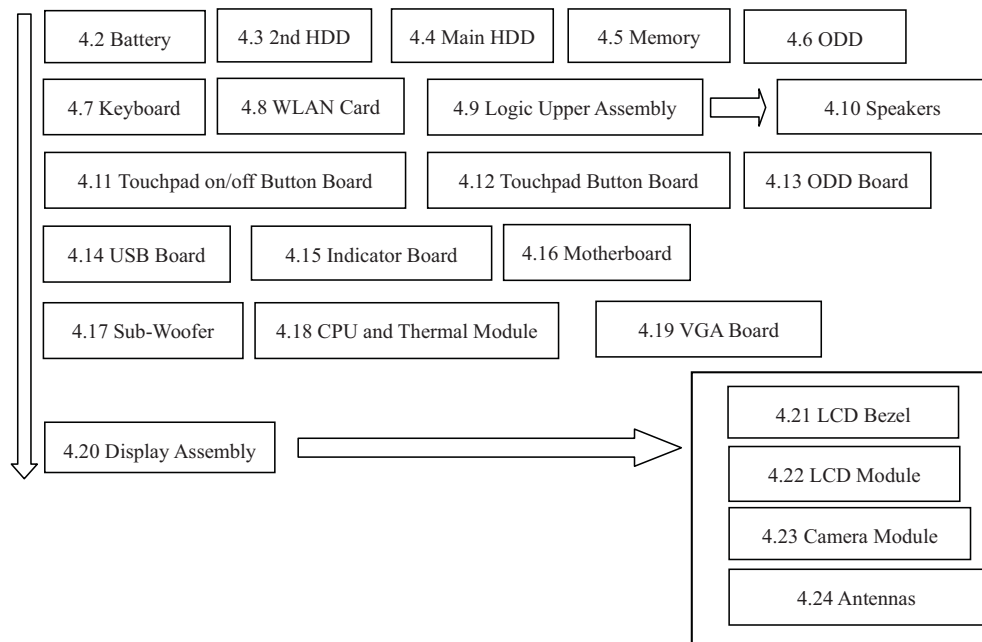 4.2 Battery
4.3 2nd HDD
4.4 Main HDD
4.5 Memory
4.6 ODD
4.7 Keyboard
4.8 WLAN Card
4.9 Logic Upper Assembly
4.10 Speakers
4.11 Touchpad on/off Button Board
4.12 Touchpad Button Board
4.13 ODD Board
4.14 USB Board
4.15 Indicator Board
4.16 Motherboard
4.17 Sub-Woofer
4.18 CPU and Thermal Module
4.19 VGA Board
4.20 Display Assembly
4.21 LCD Bezel
4.22 LCD Module
4.23 Camera Module
4.24 Antennas